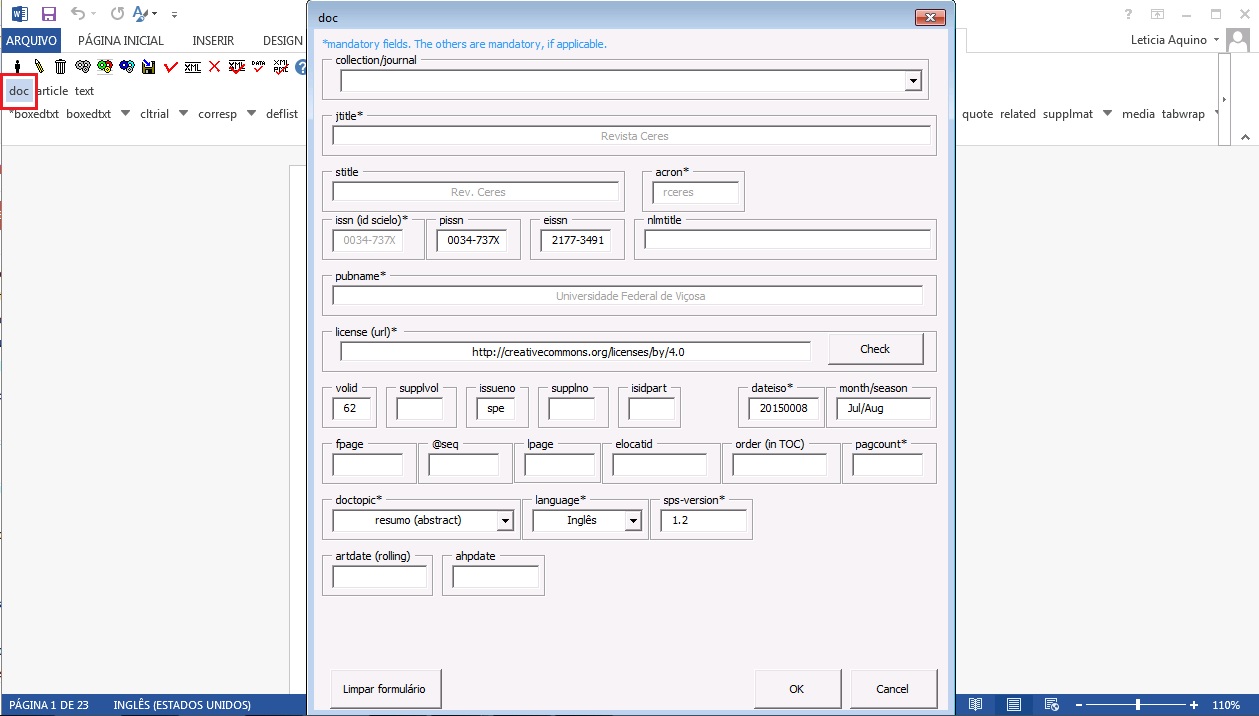 doc
ARQUIVO PÁGINA INICIAL INSERIR DESIGN
Leticia Aquino
doc article text
*boxedtxt boxedtxt cltrial corresp deflist
quote related supplmat media tabwrap
*mandatory fields. The others are mandatory, if applicable.
collection/journal
jtitle*
Revista Ceres
stitle acron*
Rev. Ceres rceres
issn (id scielo)* pissn eissn nlmtitle
0034-737X 0034-737X 2177-3491
pubname*
Universidade Federal de Viçosa
license (url)*
http://creativecommons.org/licenses/by/4.0 Check
volid supplvol issueno supplno isidpart dateiso* month/season
62 spe 20150008 Jul/Aug
fpage @seq lpage elocatid order (in TOC) pagcount*
doctopic* language* sps-version*
resumo (abstract) Inglês 1.2
artdate (rolling) ahpdate
Limpar formulário OK Cancel
PÁGINA 1 DE 23 INGLÊS (ESTADOS UNIDOS) 110%